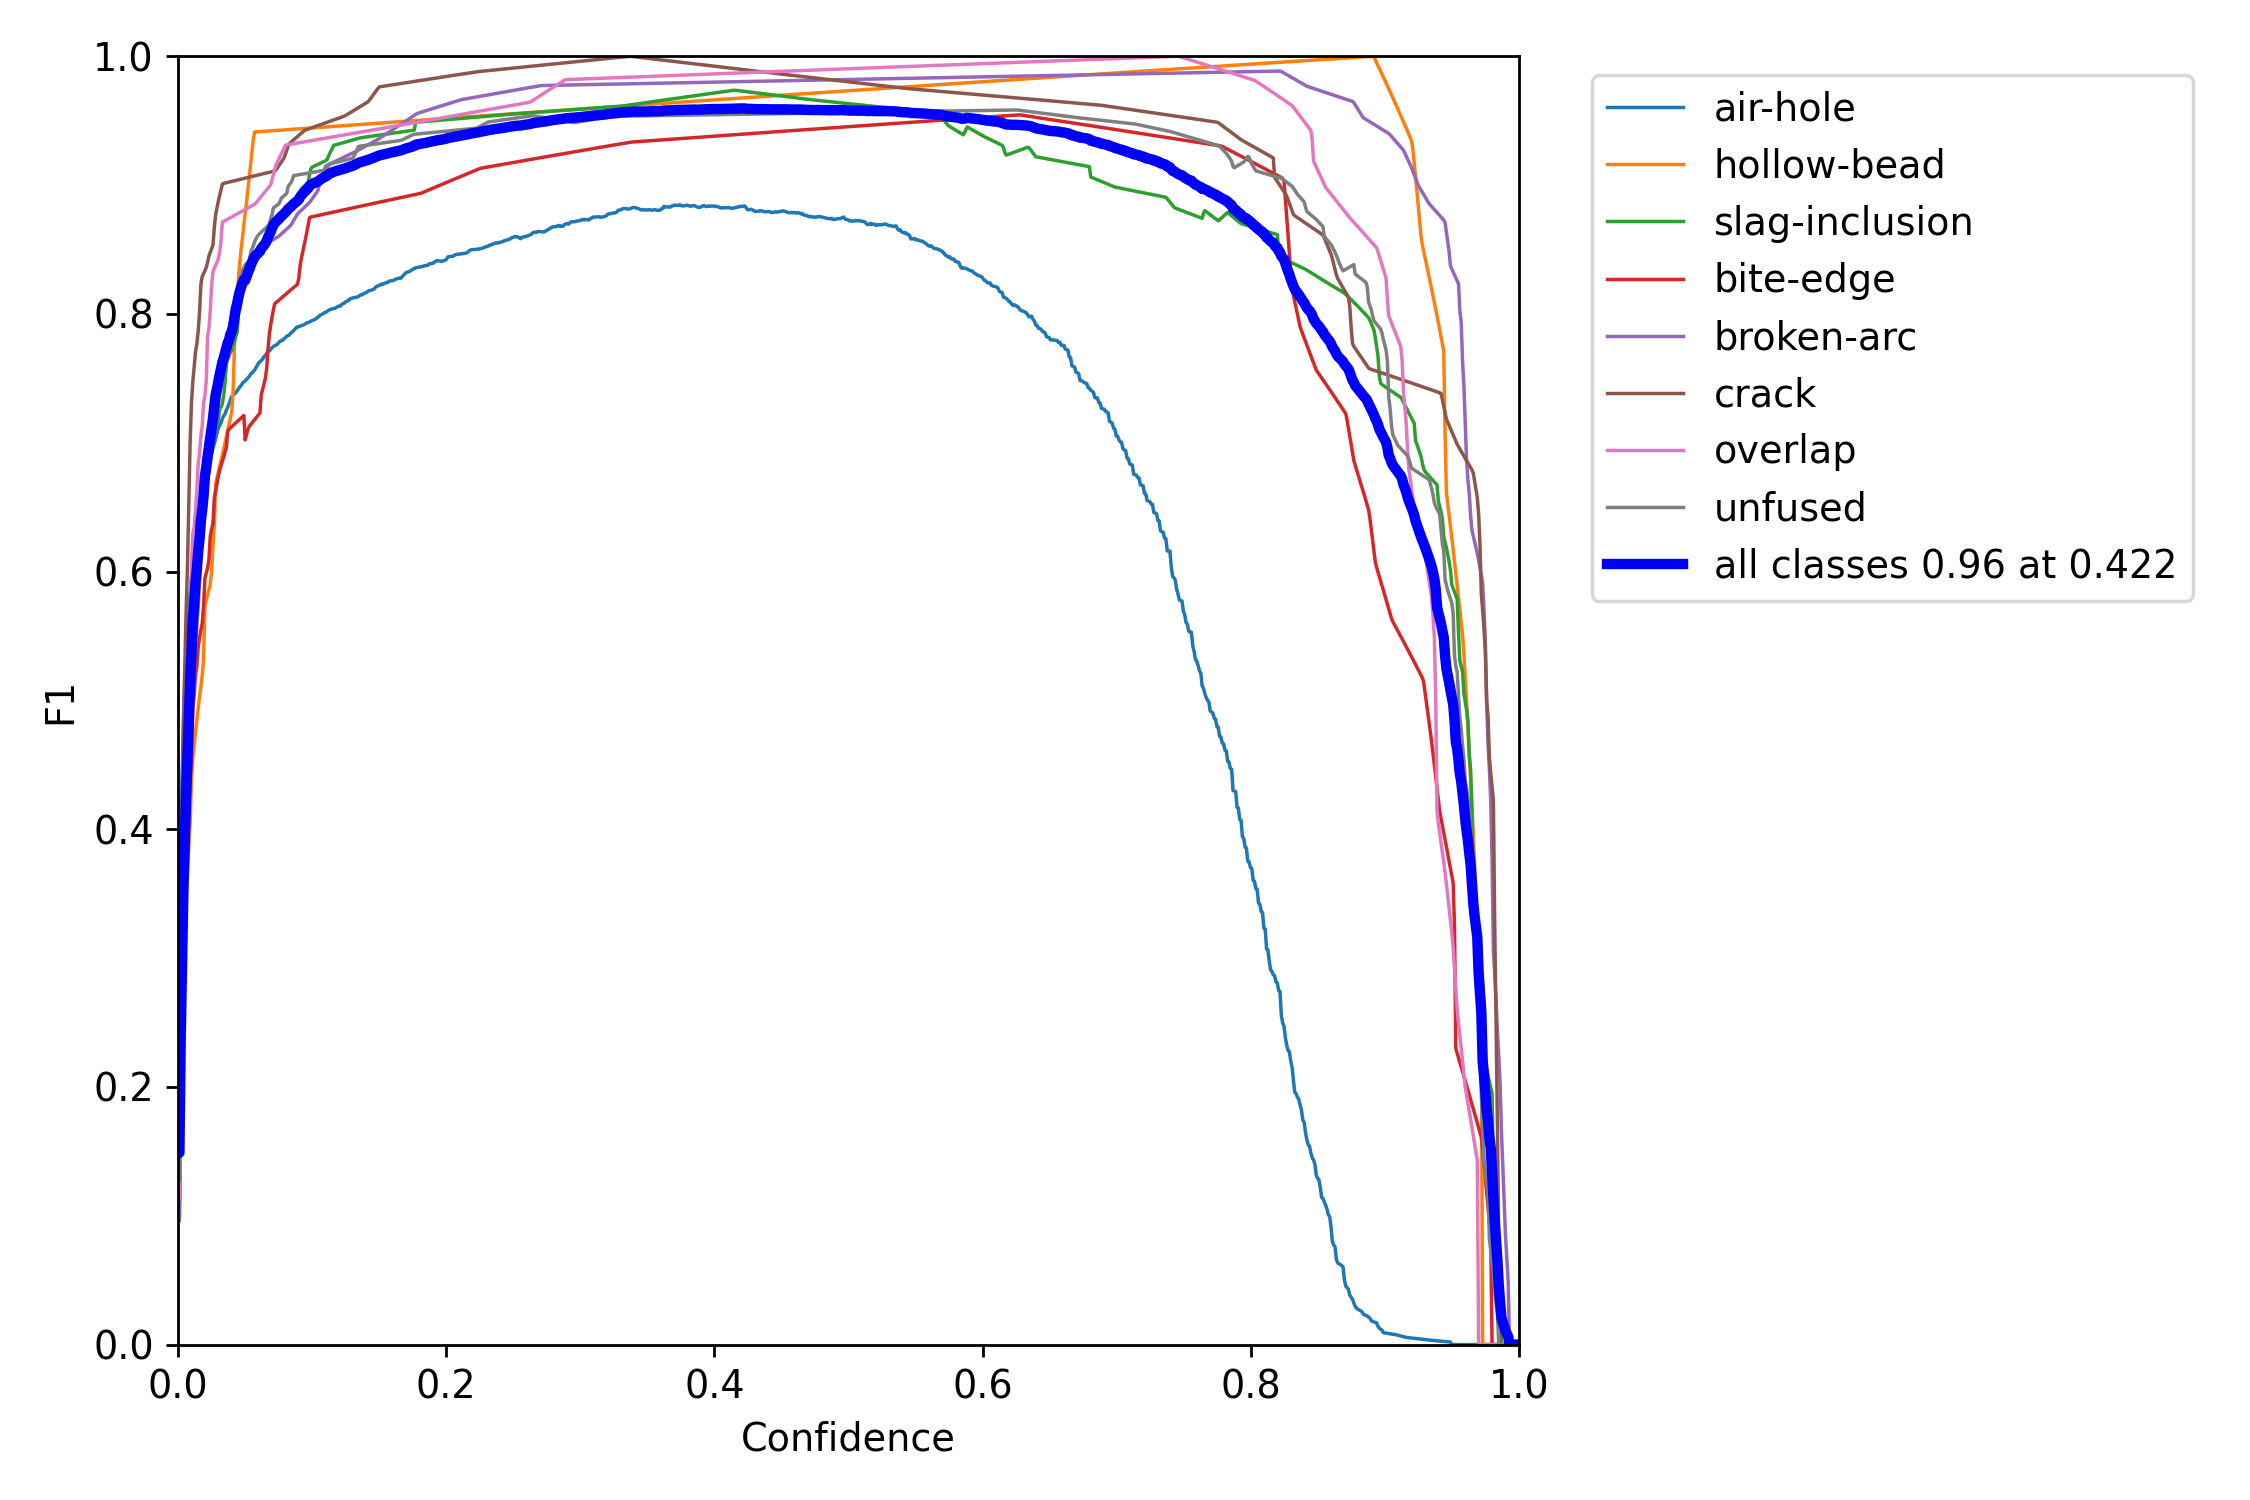 1.0
0.8
0.6
0.4
0.2
0.0
F1
0.0 0.2 0.4 0.6 0.8 1.0
Confidence
air-hole
hollow-bead
slag-inclusion
bite-edge
broken-arc
crack
overlap
unfused
all classes 0.96 at 0.422